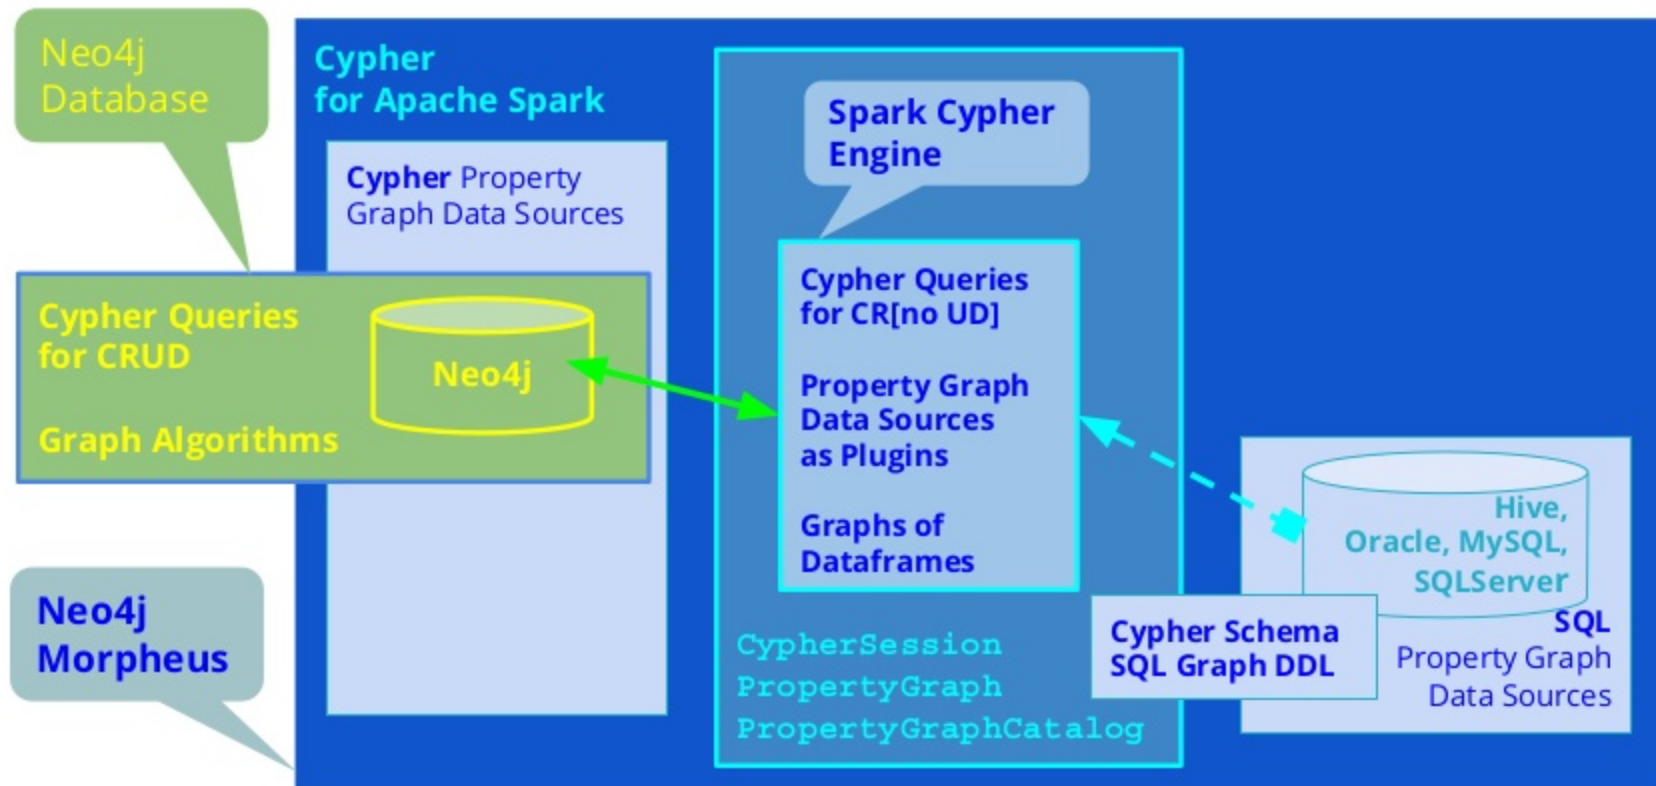 Neo4j
Database
Cypher
for Apache Spark
Cypher Property
Graph Data Sources
Cypher Queries
for CRUD
Graph Algorithms
Neo4j
Neo4j
Morpheus
Spark Cypher
Engine
Cypher Queries
for CR[no UD]
Property Graph
Data Sources
as Plugins
Graphs of
Dataframes
CypherSession
PropertyGraph
PropertyGraphCatalog
Hive,
Oracle, MySQL,
SQLServer
Cypher Schema
SQL Graph DDL
SQL
Property Graph
Data Sources